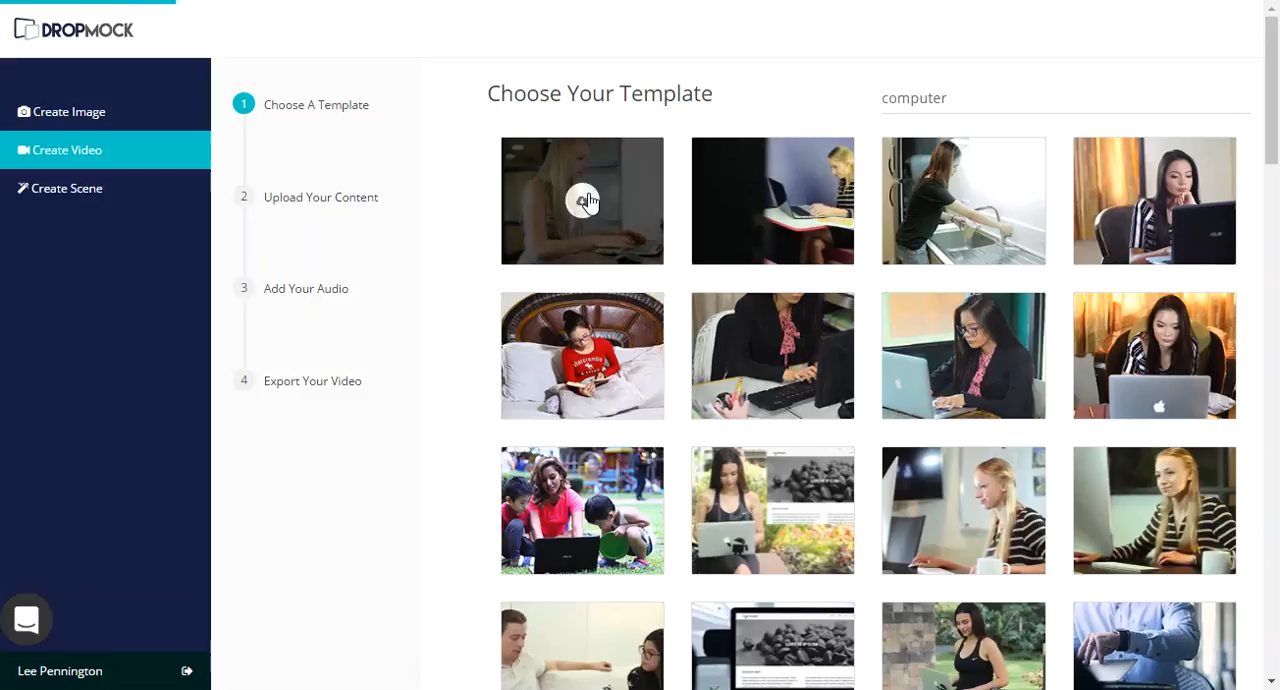 DROPMOCK
Create Image
Create Video
Create Scene
1 Choose A Template
2 Upload Your Content
3 Add Your Audio
4 Export Your Video
Choose Your Template
computer
Lee Pennington